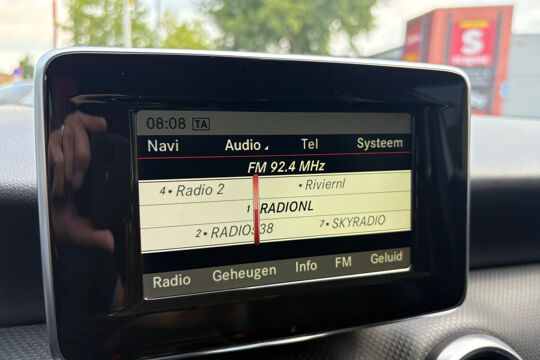 08:08 TA
Navi Audio Tel Systeem
FM 92.4 MHz
4• Radio 2 • Riviernl
1• RADIONL
2• RADIO538 7• SKYRADIO
Radio Geheugen Info FM Geluid
S